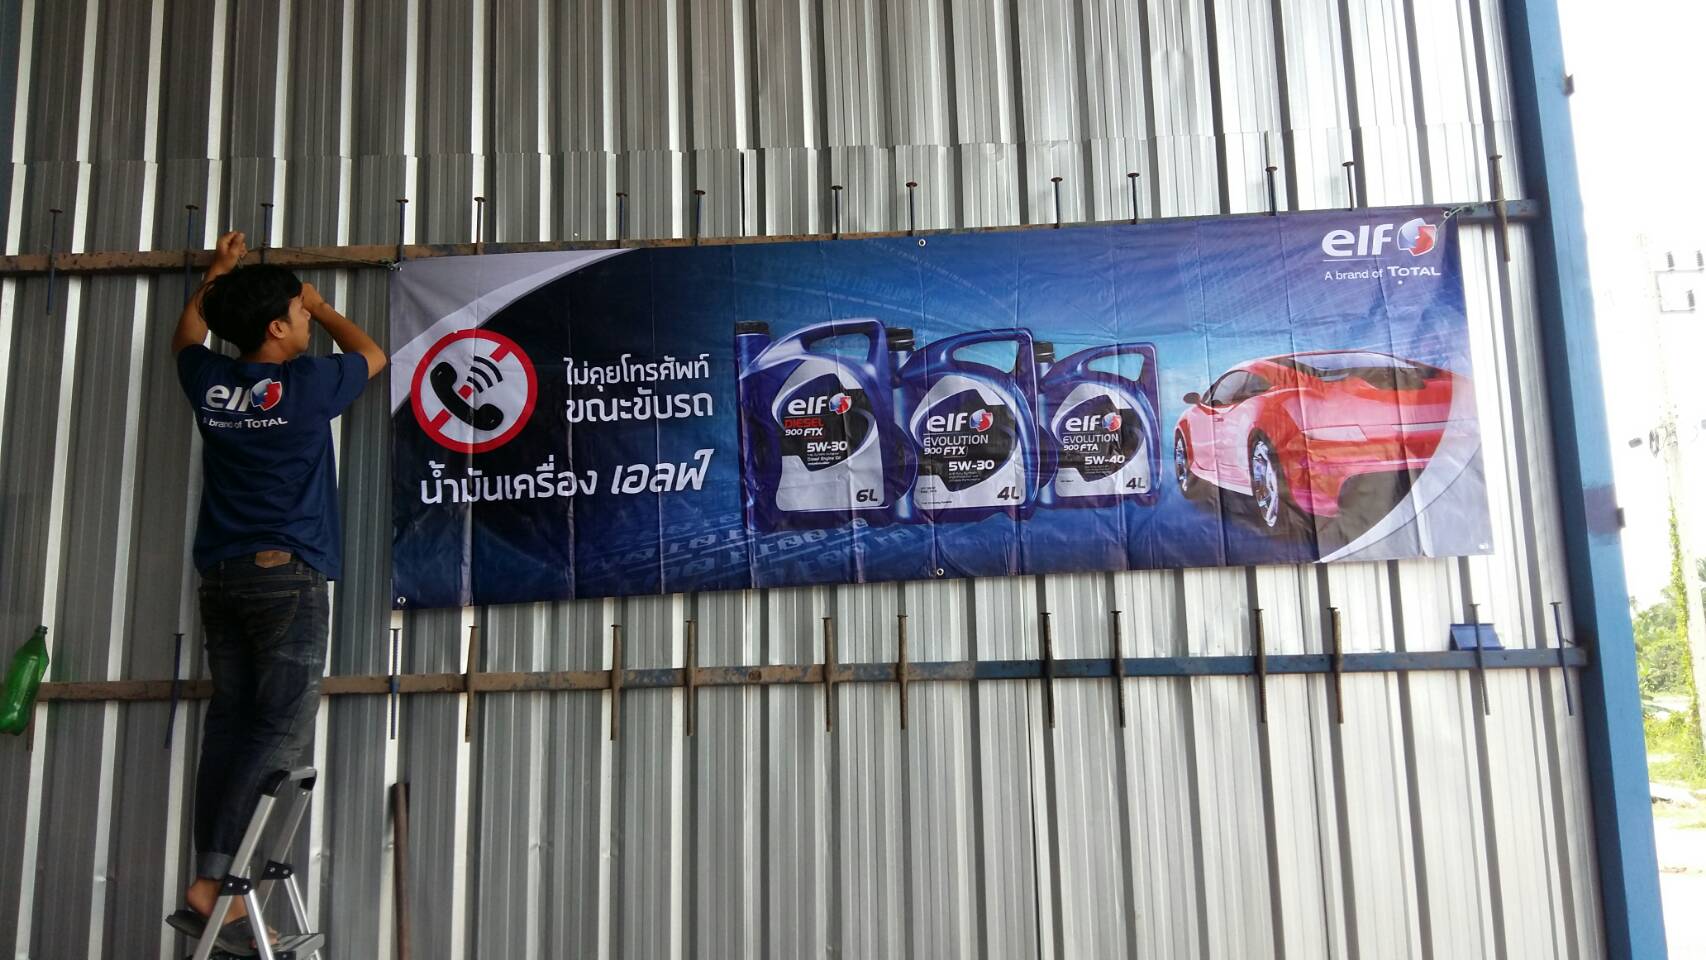 elf
A brand of TOTAL
elf
A brand of TOTAL
ไม่คุยโทรศัพท์
ขณะขับรถ
น้ำมันเครื่อง เอลฟ์
elf
DIESEL
900 FTX
5W-30
Diesel Engine Oil
6L
elf
EVOLUTION
900 FTX
5W-30
4L
elf
EVOLUTION
900 FTA
5W-40
4L